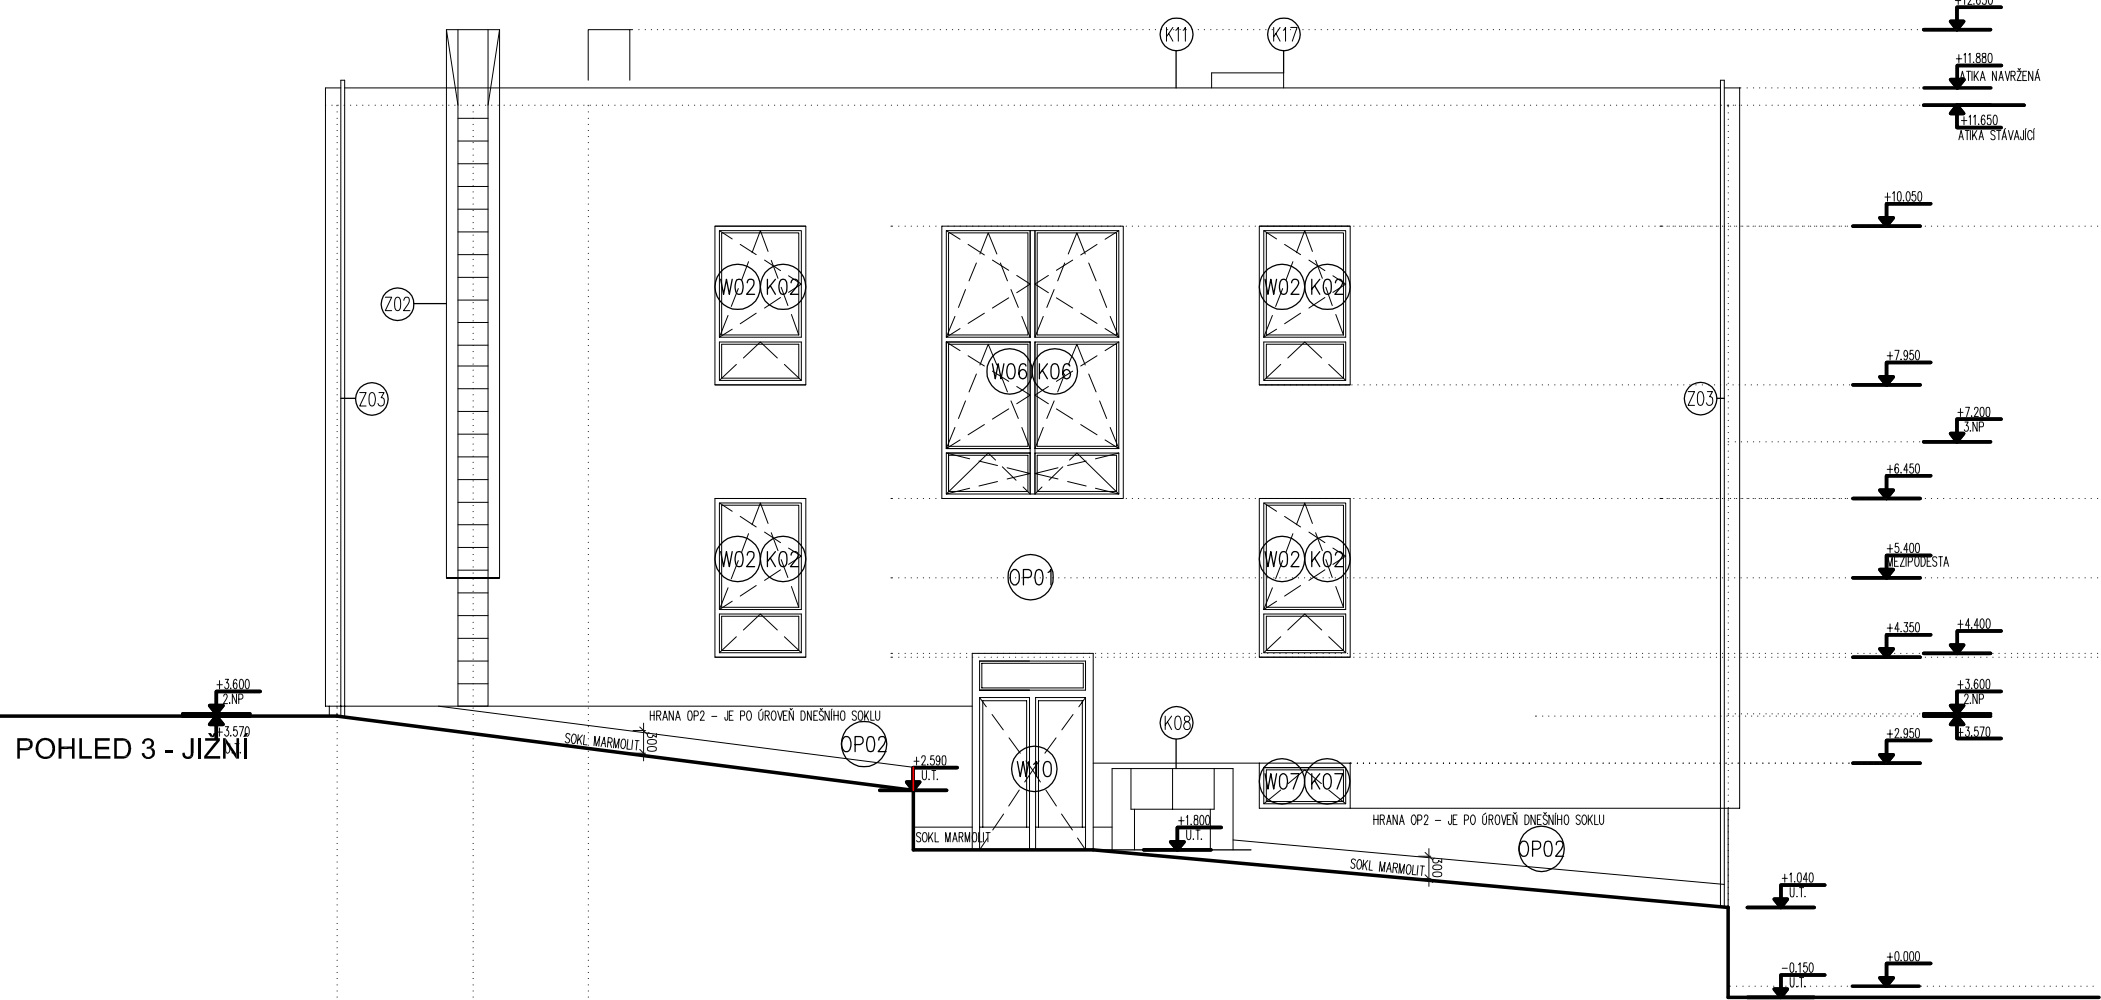 +12.650
K11
K17
+11.880
ATIKA NAVRŽENÁ
+11.650
ATIKA STÁVAJÍCÍ
+10.050
W02 K02
W02 K02
Z02
+7.950
W06 K06
Z03
Z03
+7.200
3.NP
+6.450
+5.400
MEZIPODESTA
W02 K02
W02 K02
OP01
+4.350
+4.400
+3.600
2.NP
+3.600
2.NP
+3.570
+3.570
POHLED 3 - JIŽNÍ
HRANA OP2 - JE PO ÚROVEŇ DNEŠNÍHO SOKLU
SOKL MARMOLIT
300
OP02
K08
+2.950
+2.590
U.T.
W10
W07 K07
SOKL MARMOLIT
+1.800
U.T.
HRANA OP2 - JE PO ÚROVEŇ DNEŠNÍHO SOKLU
SOKL MARMOLIT
300
OP02
+1.040
U.T.
+0.000
-0.150
U.T.